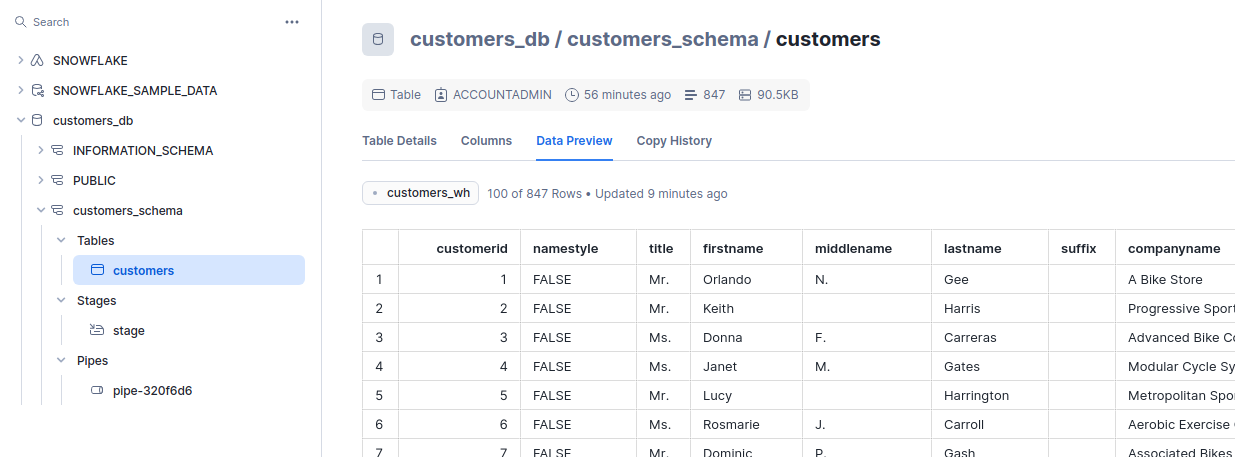 Search
SNOWFLAKE
SNOWFLAKE_SAMPLE_DATA
customers_db
INFORMATION_SCHEMA
PUBLIC
customers_schema
Tables
customers
Stages
stage
Pipes
pipe-320f6d6
customers_db / customers_schema / customers
Table ACCOUNTADMIN 56 minutes ago 847 90.5KB
Table Details Columns Data Preview Copy History
customers_wh 100 of 847 Rows • Updated 9 minutes ago
customerid namestyle title firstname middlename lastname suffix companyname
1 1 FALSE Mr. Orlando N. Gee A Bike Store
2 2 FALSE Mr. Keith Harris Progressive Sport
3 3 FALSE Ms. Donna F. Carreras Advanced Bike Co
4 4 FALSE Ms. Janet M. Gates Modular Cycle Sy
5 5 FALSE Mr. Lucy Harrington Metropolitan Spo
6 6 FALSE Ms. Rosmarie J. Carroll Aerobic Exercise
7 7 FALSE Mr. Dominic P. Gash Associated Bikes